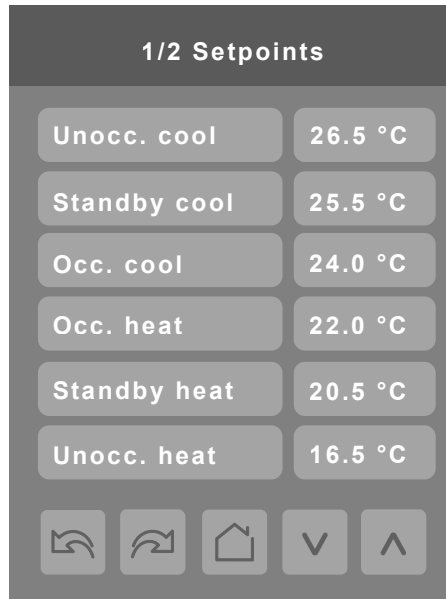 1/2 Setpoints
Unocc. cool 26.5 °C
Standby cool 25.5 °C
Occ. cool 24.0 °C
Occ. heat 22.0 °C
Standby heat 20.5 °C
Unocc. heat 16.5 °C